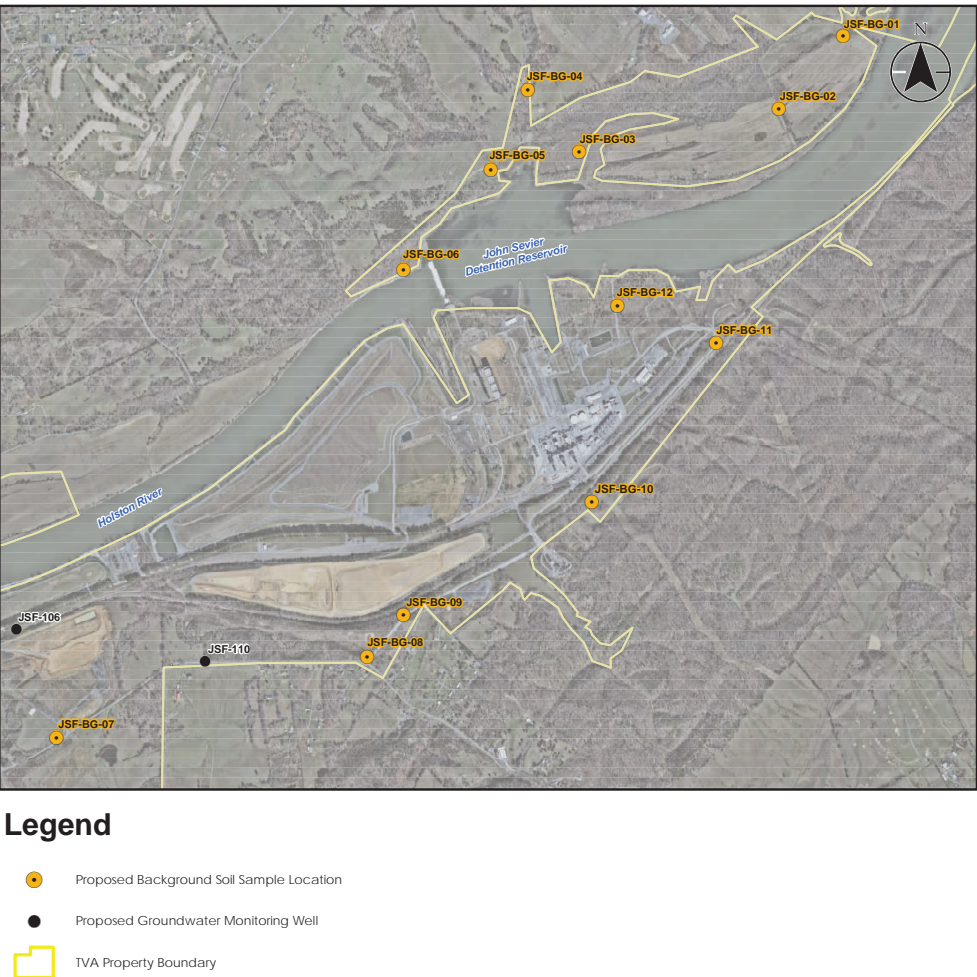 JSF-BG-01
N
JSF-BG-04
JSF-BG-02
JSF-BG-03
JSF-BG-05
John Sevier
Detention Reservoir
JSF-BG-06
JSF-BG-12
JSF-BG-11
JSF-BG-10
Holston River
JSF-BG-09
JSF-106
JSF-BG-08
JSF-110
JSF-BG-07
Legend
Proposed Background Soil Sample Location
Proposed Groundwater Monitoring Well
TVA Property Boundary